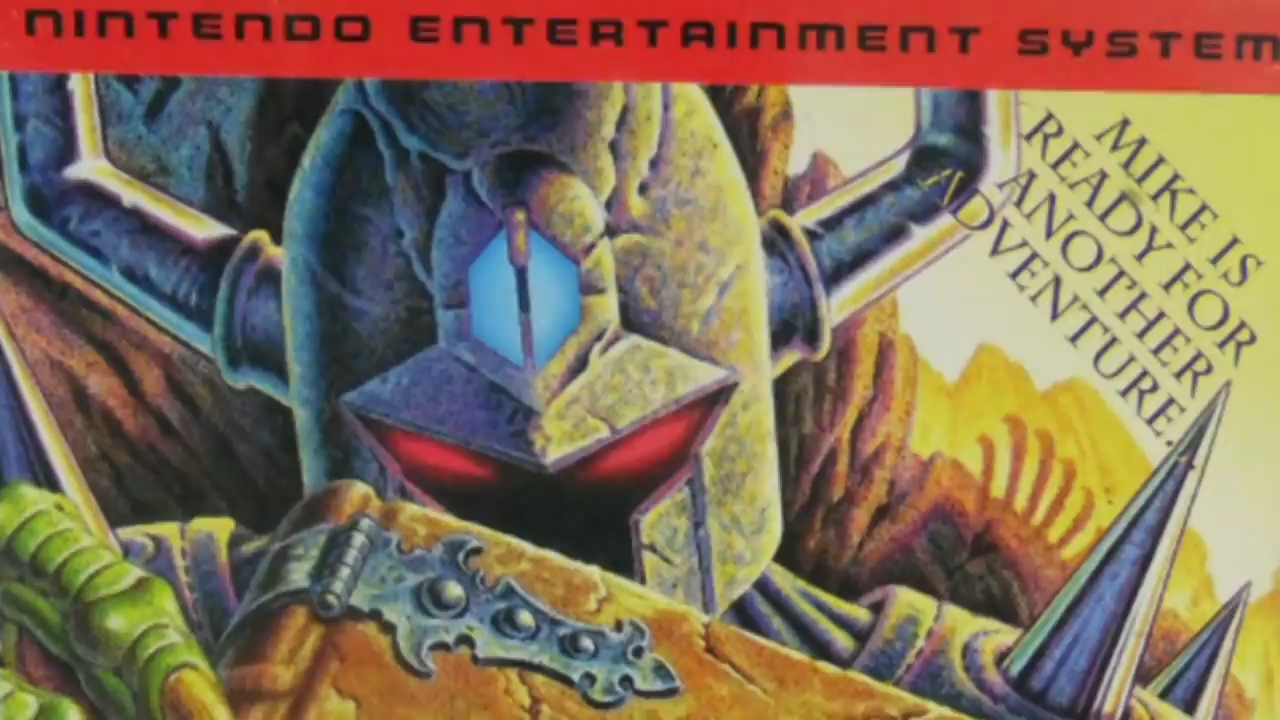 NINTENDO ENTERTAINMENT SYSTEM
MIKE IS
READY FOR
ANOTHER
ADVENTURE.